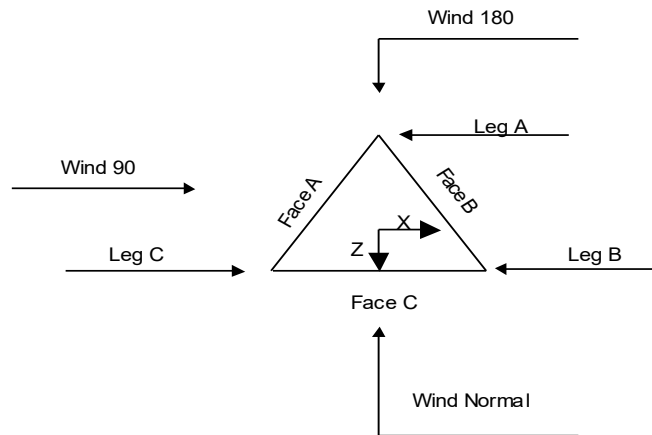 Wind 180
Leg A
Wind 90
Face A
Face B
X
Z
Leg C
Leg B
Face C
Wind Normal